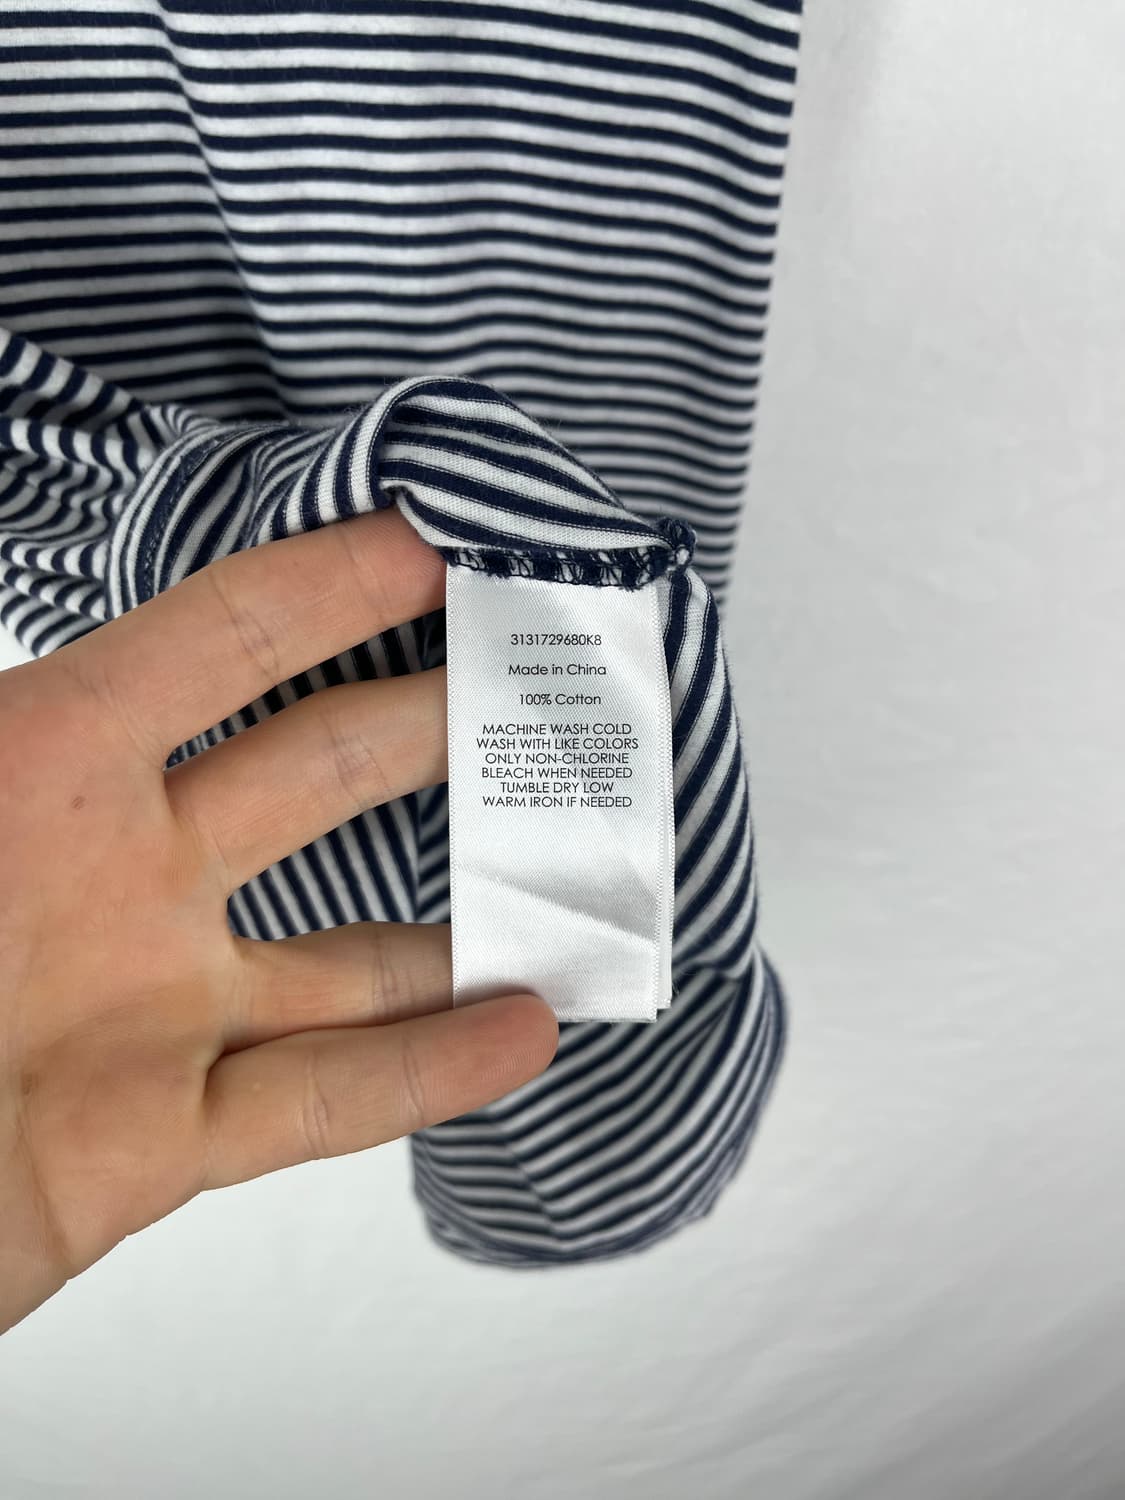 3131729680K8
Made in China
100% Cotton
MACHINE WASH COLD
WASH WITH LIKE COLORS
ONLY NON-CHLORINE
BLEACH WHEN NEEDED
TUMBLE DRY LOW
WARM IRON IF NEEDED